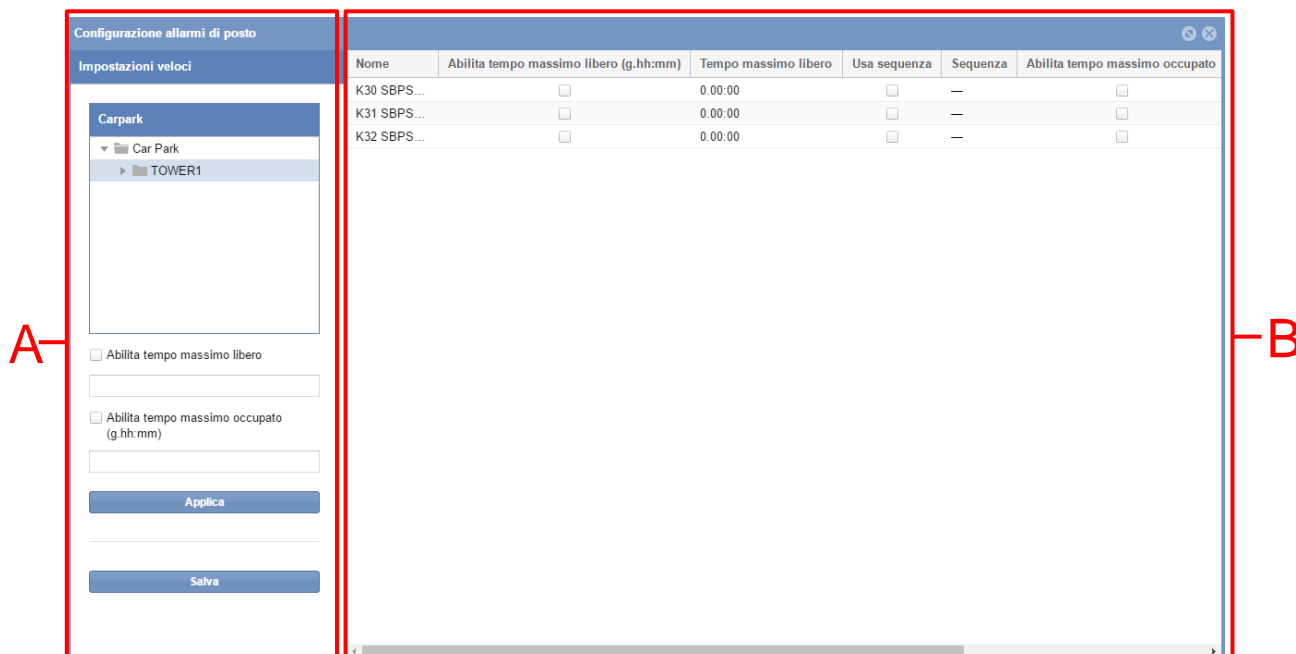 Configurazione allarmi di posto
Impostazioni veloci
Carpark
Car Park
TOWER1
Abilita tempo massimo libero
Abilita tempo massimo occupato
(g.hh:mm)
Applica
Salva
A
Nome Abilita tempo massimo libero (g.hh:mm) Tempo massimo libero Usa sequenza Sequenza Abilita tempo massimo occupato
K30 SBPS... 0.00:00 —
K31 SBPS... 0.00:00 —
K32 SBPS... 0.00:00 —
B